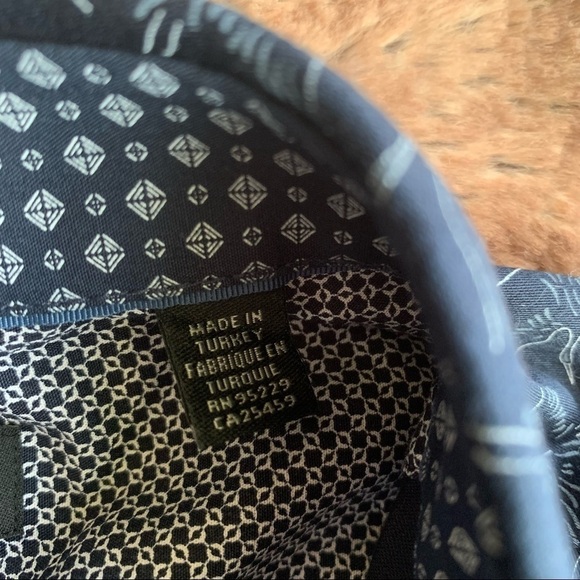 MADE IN
TURKEY
FABRIQUE EN
TURQUIE
RN 95229
CA25459